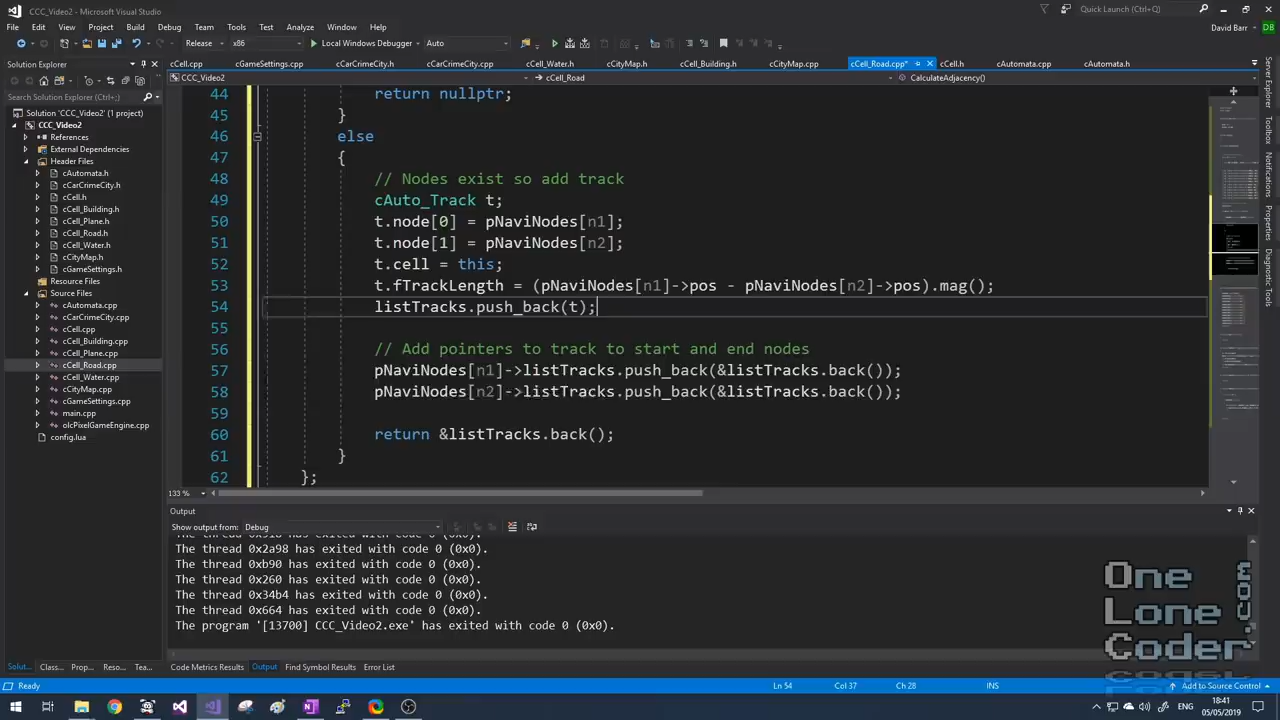 CCC_Video2 - Microsoft Visual Studio
Quick Launch (Ctrl+Q)
File Edit View Project Build Debug Team Tools Test Analyze Window Help
David Barr DB
Release x86 Local Windows Debugger Auto
Solution Explorer
cCell.cpp cGameSettings.cpp cCarCrimeCity.h cCell_Water.cpp cCityMap.h cCell_Building.h cCityMap.cpp cCell_Road.cpp* cCell.h cAutomata.cpp cAutomata.h
CCC_Video2 cCell_Road CalculateAdjacency()
Search Solution Explorer (Ctrl+;)
Solution 'CCC_Video2' (1 project)
CCC_Video2
References
External Dependencies
Header Files
cAutomata.h
cCarCrimeCity.h
cCell.h
cCell_Building.h
cCell_Plane.h
cCell_Road.h
cCell_Water.h
cCityMap.h
cGameSettings.h
Resource Files
Source Files
cAutomata.cpp
cCarCrimeCity.cpp
cCell.cpp
cCell_Building.cpp
cCell_Plane.cpp
cCell_Road.cpp
cCell_Water.cpp
cCityMap.cpp
cGameSettings.cpp
main.cpp
olcPixelGameEngine.cpp
config.lua
44 return nullptr;
45 }
46 else
47 {
48 // Nodes exist so add track
49 cAuto_Track t;
50 t.node[0] = pNaviNodes[n1];
51 t.node[1] = pNaviNodes[n2];
52 t.cell = this;
53 t.fTrackLength = (pNaviNodes[n1]->pos - pNaviNodes[n2]->pos).mag();
54 listTracks.push_back(t);
55
56 // Add pointers to track to start and end nodes
57 pNaviNodes[n1]->listTracks.push_back(&listTracks.back());
58 pNaviNodes[n2]->listTracks.push_back(&listTracks.back());
59
60 return &listTracks.back();
61 }
62 };
133 %
Server Explorer
Toolbox
Notifications
Properties
Diagnostic Tools
Output
Show output from: Debug
The thread 0x2a98 has exited with code 0 (0x0).
The thread 0xb90 has exited with code 0 (0x0).
The thread 0x260 has exited with code 0 (0x0).
The thread 0x34b4 has exited with code 0 (0x0).
The thread 0x664 has exited with code 0 (0x0).
The program '[13700] CCC_Video2.exe' has exited with code 0 (0x0).
One
Lone
Coder
.com
Solut... Class... Prop... Reso... Tea... Code Metrics Results Output Find Symbol Results Error List
Ready Ln 54 Col 37 Ch 28 INS Add to Source Control
ENG 18:41
05/05/2019